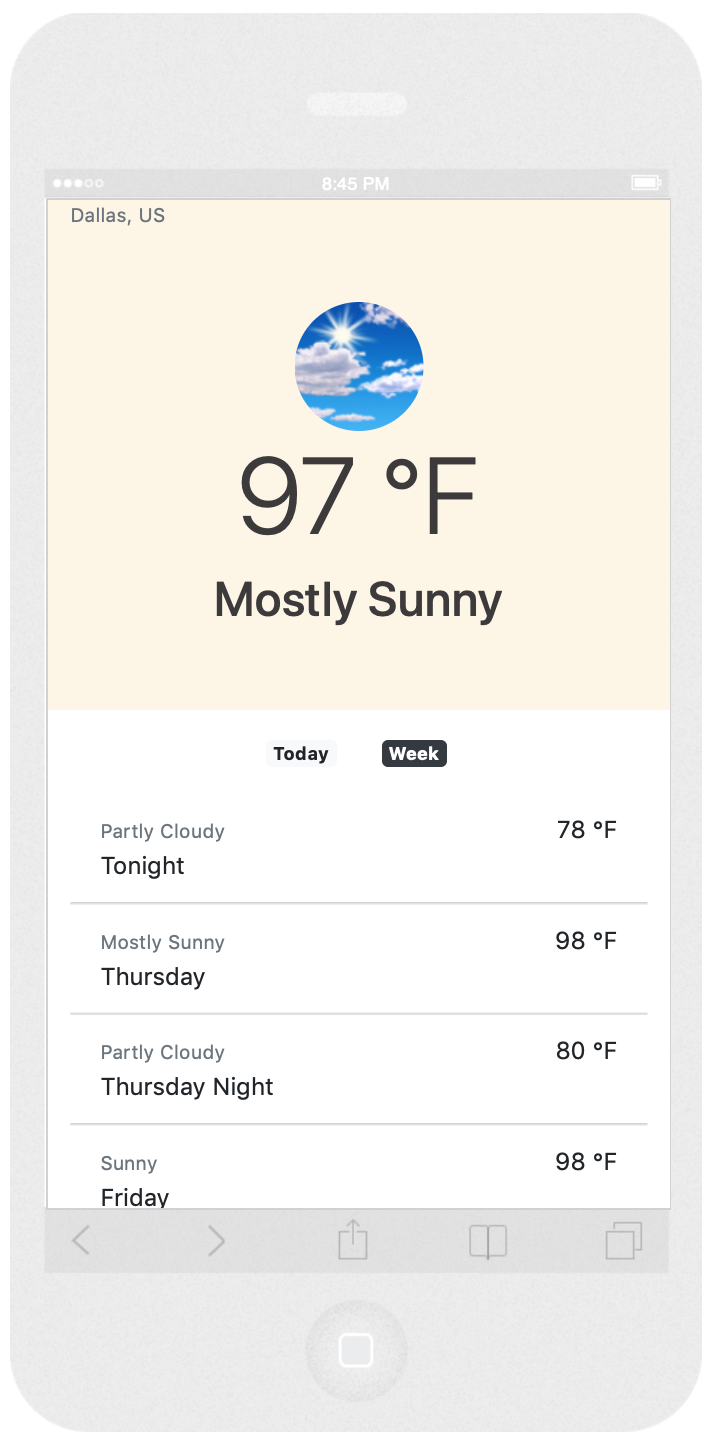 8:45 PM
Dallas, US
97 °F
Mostly Sunny
Today Week
Partly Cloudy 78 °F
Tonight
Mostly Sunny 98 °F
Thursday
Partly Cloudy 80 °F
Thursday Night
Sunny 98 °F
Friday